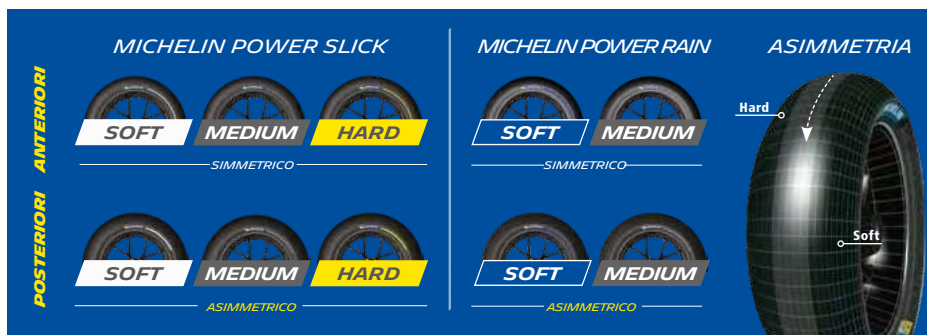 MICHELIN POWER SLICK
MICHELIN POWER RAIN
ASIMMETRIA
ANTERIORI
SOFT
MEDIUM
HARD
SIMMETRICO
SOFT
MEDIUM
SIMMETRICO
POSTERIORI
SOFT
MEDIUM
HARD
ASIMMETRICO
SOFT
MEDIUM
ASIMMETRICO
Hard
Soft